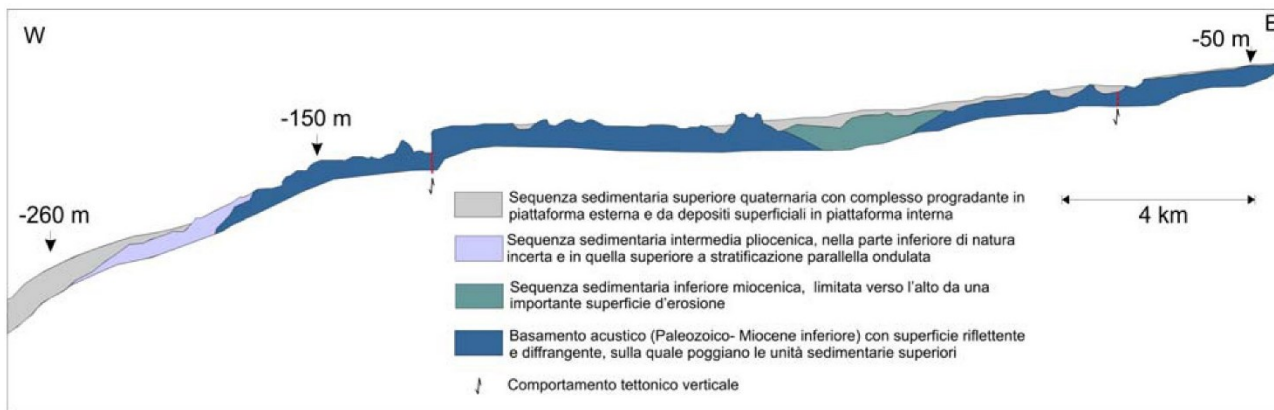 W
E
-50 m
-150 m
-260 m
4 km
Sequenza sedimentaria superiore quaternaria con complesso progradante in
piattaforma esterna e da depositi superficiali in piattaforma interna
Sequenza sedimentaria intermedia pliocenica, nella parte inferiore di natura
incerta e in quella superiore a stratificazione parallella ondulata
Sequenza sedimentaria inferiore miocenica, limitata verso l'alto da una
importante superficie d'erosione
Basamento acustico (Paleozoico- Miocene inferiore) con superficie riflettente
e diffrangente, sulla quale poggiano le unità sedimentarie superiori
Comportamento tettonico verticale